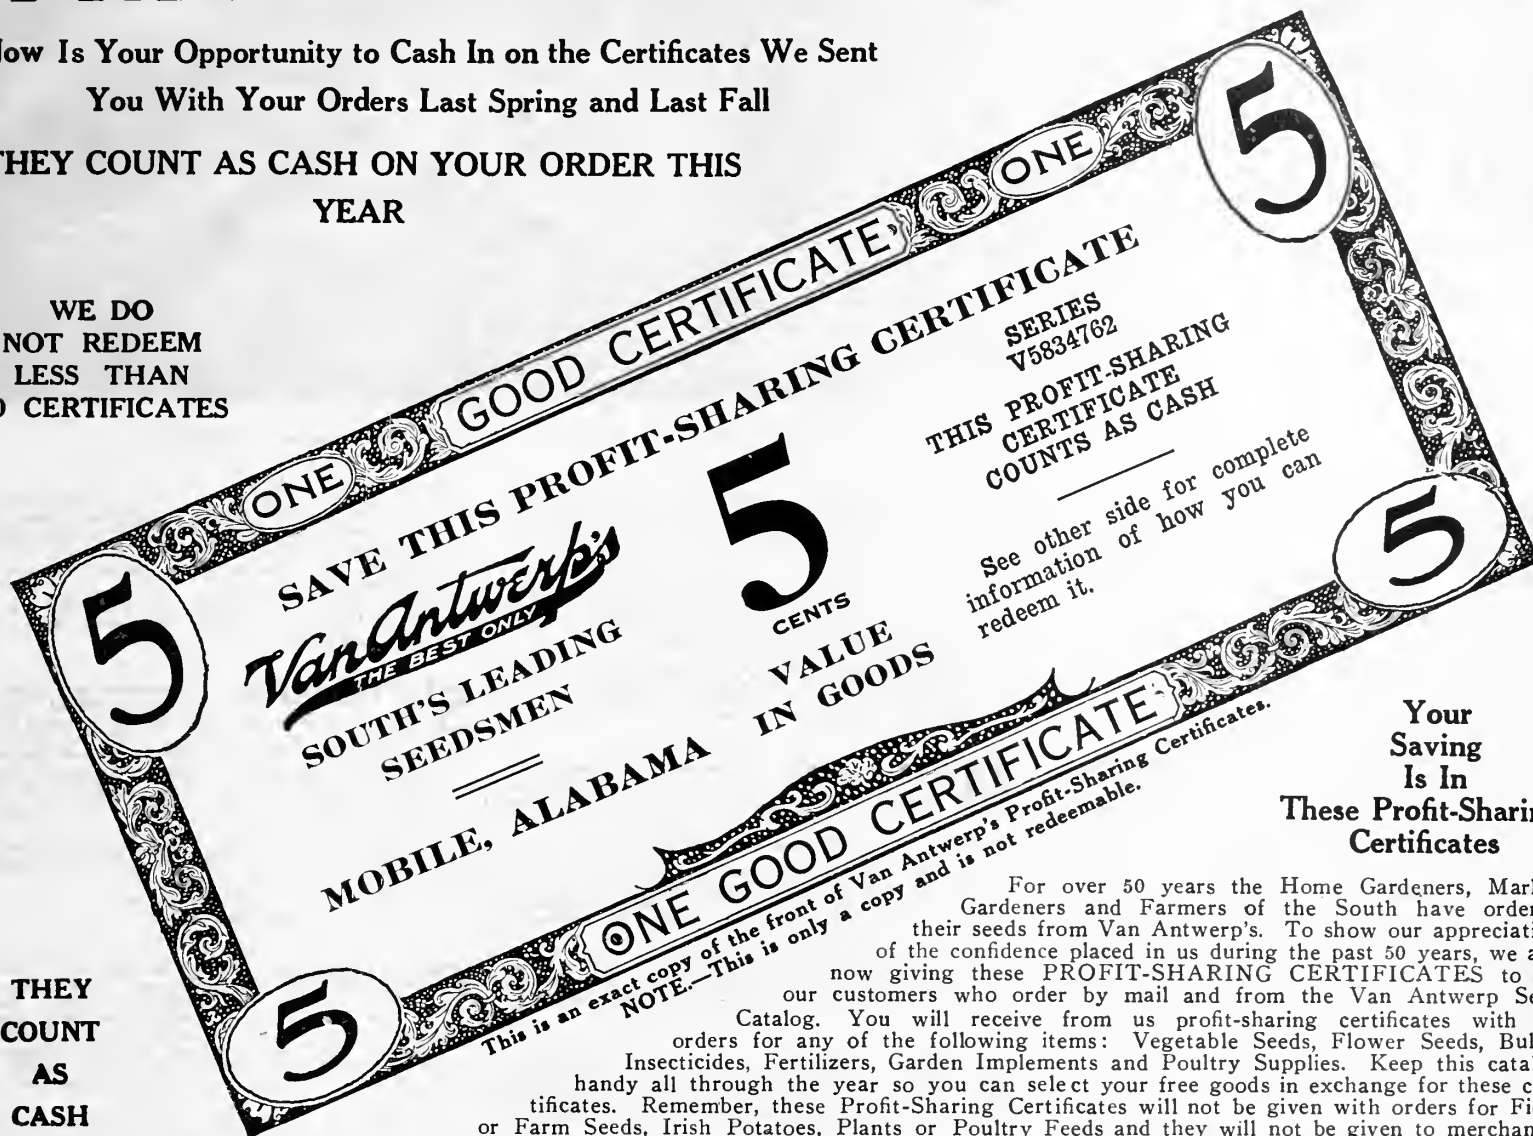 Now Is Your Opportunity to Cash In on the Certificates We Sent
You With Your Orders Last Spring and Last Fall
THEY COUNT AS CASH ON YOUR ORDER THIS
YEAR
WE DO
NOT REDEEM
LESS THAN
CERTIFICATES
5
ONE
GOOD CERTIFICATE
ONE
5
SAVE THIS PROFIT-SHARING CERTIFICATE
Van Antwerp's
THE BEST ONLY
SOUTH'S LEADING
SEEDSMEN
MOBILE, ALABAMA
5
CENTS
VALUE
IN GOODS
SERIES
V5834762
THIS PROFIT-SHARING
CERTIFICATE
COUNTS AS CASH
See other side for complete
information of how you can
redeem it.
5
ONE GOOD CERTIFICATE
5
This is an exact copy of the front of Van Antwerp's Profit-Sharing Certificates.
NOTE.—This is only a copy and is not redeemable.
THEY
COUNT
AS
CASH
Your
Saving
Is In
These Profit-Sharin
Certificates
For over 50 years the Home Gardeners, Mark
Gardeners and Farmers of the South have order
their seeds from Van Antwerp's. To show our appreciati
of the confidence placed in us during the past 50 years, we a
now giving these PROFIT-SHARING CERTIFICATES to
our customers who order by mail and from the Van Antwerp Se
Catalog. You will receive from us profit-sharing certificates with
orders for any of the following items: Vegetable Seeds, Flower Seeds, Bul
Insecticides, Fertilizers, Garden Implements and Poultry Supplies. Keep this catal
handy all through the year so you can select your free goods in exchange for these c
tificates. Remember, these Profit-Sharing Certificates will not be given with orders for Fi
or Farm Seeds, Irish Potatoes, Plants or Poultry Feeds and they will not be given to merchan